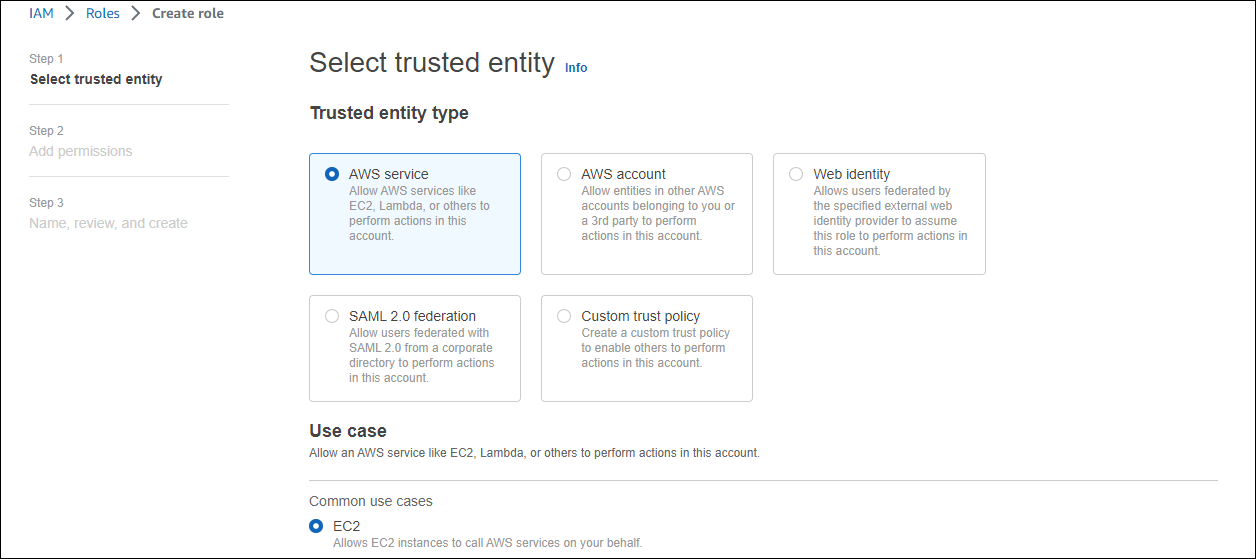 IAM > Roles > Create role
Step 1
Select trusted entity
Step 2
Add permissions
Step 3
Name, review, and create
Select trusted entity Info
Trusted entity type
AWS service
Allow AWS services like
EC2, Lambda, or others to
perform actions in this
account.
AWS account
Allow entities in other AWS
accounts belonging to you or
a 3rd party to perform
actions in this account.
Web identity
Allows users federated by
the specified external web
identity provider to assume
this role to perform actions in
this account.
SAML 2.0 federation
Allow users federated with
SAML 2.0 from a corporate
directory to perform actions
in this account.
Custom trust policy
Create a custom trust policy
to enable others to perform
actions in this account.
Use case
Allow an AWS service like EC2, Lambda, or others to perform actions in this account.
Common use cases
EC2
Allows EC2 instances to call AWS services on your behalf.